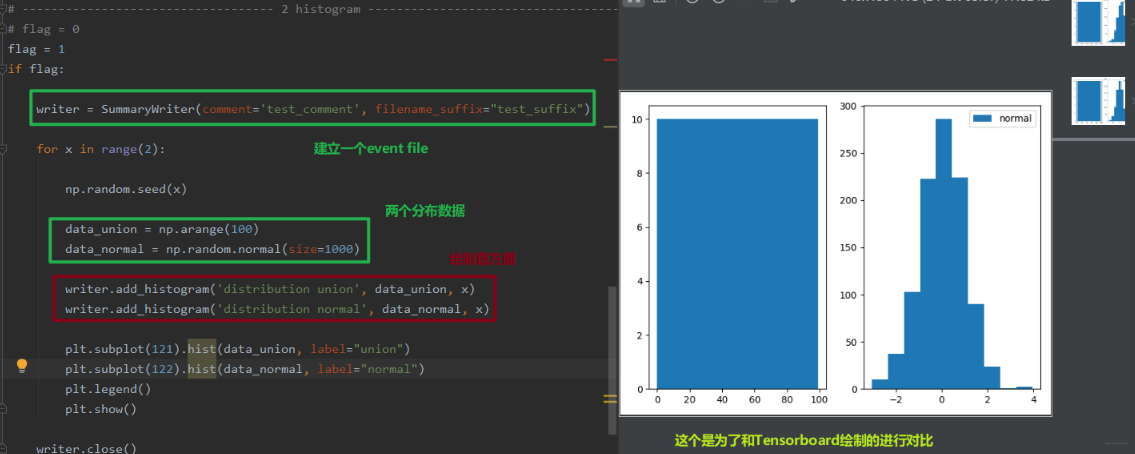 # --------------------------------- 2 histogram ---------------------------------
# flag = 0
flag = 1
if flag:
writer = SummaryWriter(comment='test_comment', filename_suffix="test_suffix")
for x in range(2):
建立一个event file
np.random.seed(x)
两个分布数据
data_union = np.arange(100)
data_normal = np.random.normal(size=1000)
绘制直方图
writer.add_histogram('distribution union', data_union, x)
writer.add_histogram('distribution normal', data_normal, x)
plt.subplot(121).hist(data_union, label="union")
plt.subplot(122).hist(data_normal, label="normal")
plt.legend()
plt.show()
writer.close()
10
8
6
4
2
0
0 20 40 60 80 100
300
250
200
150
100
50
0
−2 0 2 4
normal
这个是为了和Tensorboard绘制的进行对比